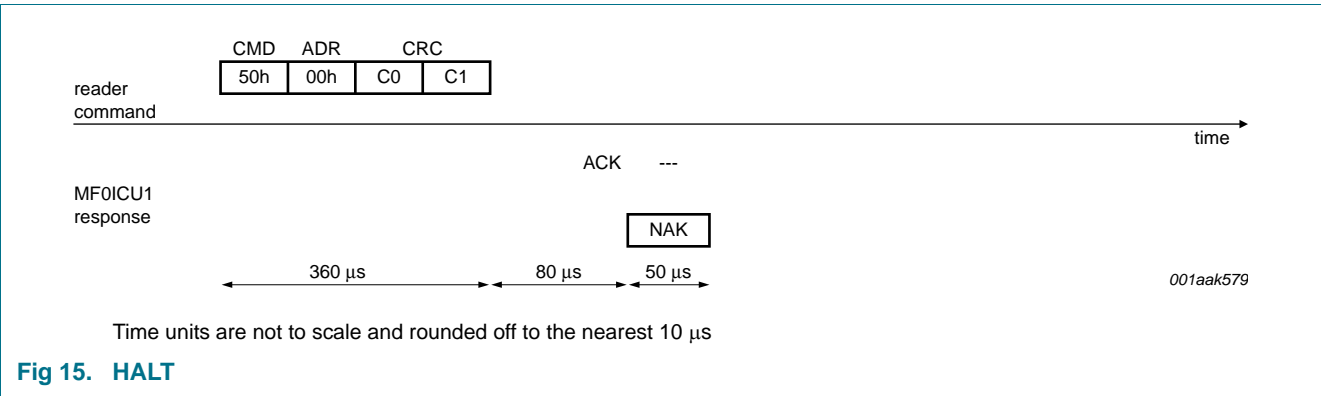 CMD ADR CRC
50h 00h C0 C1
reader
command
time
ACK ---
MF0ICU1
response
NAK
360 μs 80 μs 50 μs
001aak579
Time units are not to scale and rounded off to the nearest 10 μs
Fig 15. HALT